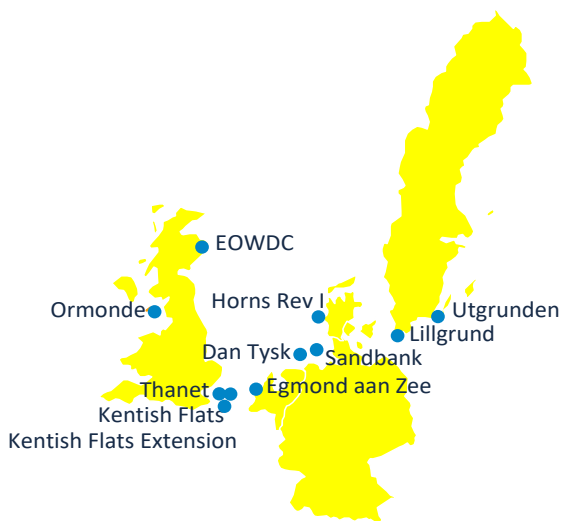 EOWDC
Ormonde
Horns Rev I
Utgrunden
Lillgrund
Dan Tysk
Sandbank
Thanet
Egmond aan Zee
Kentish Flats
Kentish Flats Extension